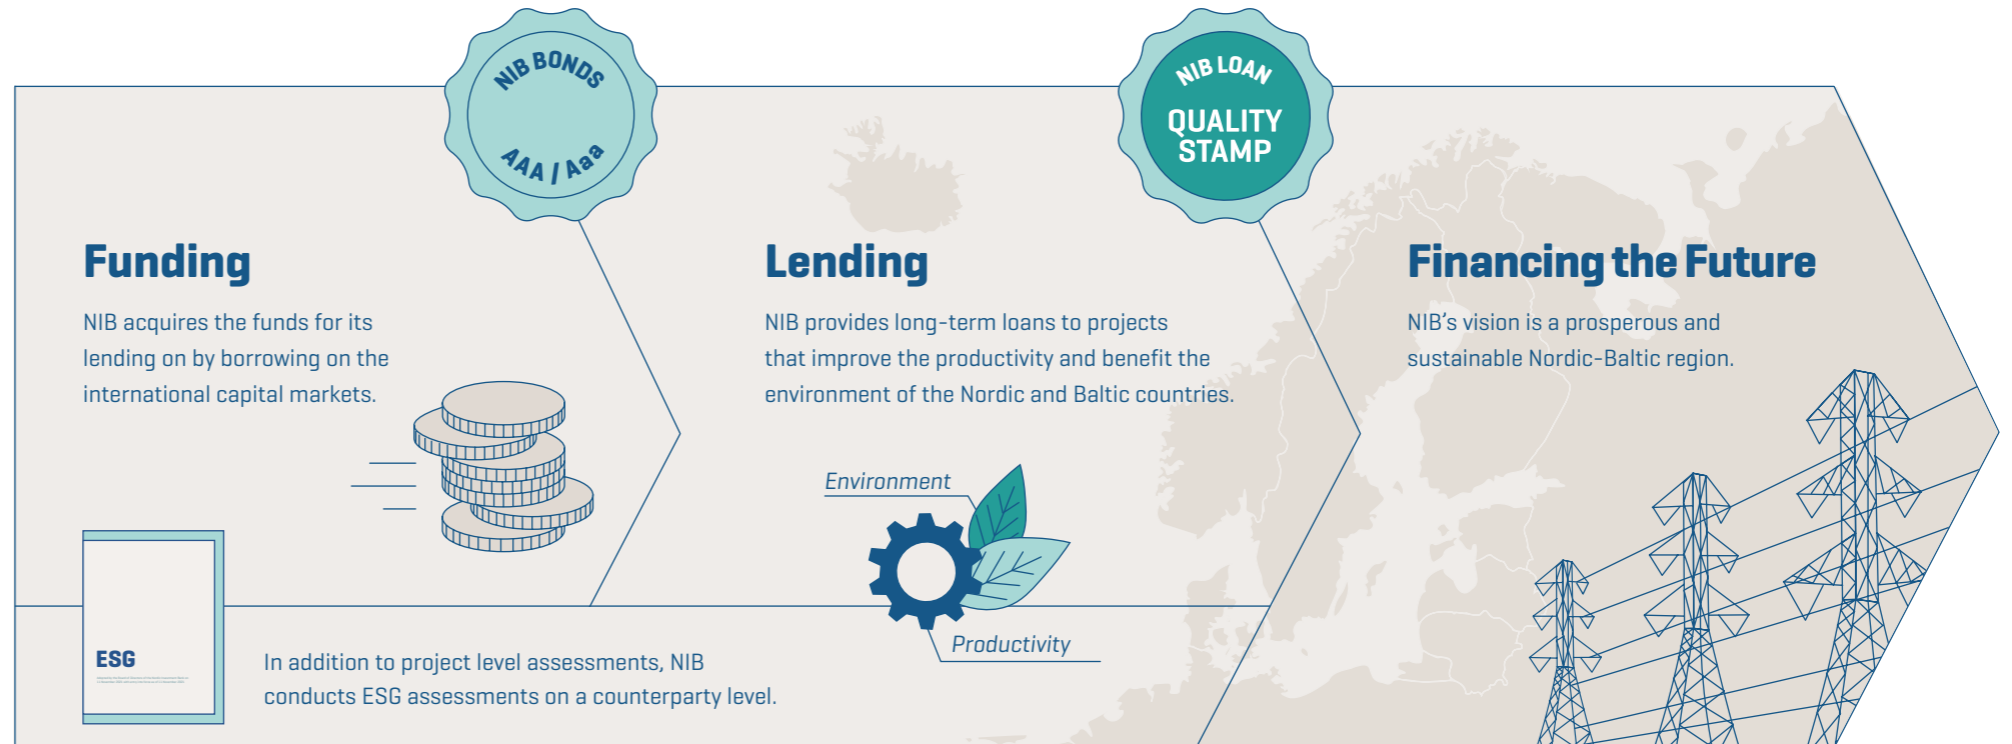 NIB BONDS
AAA / Aaa
NIB LOAN
QUALITY
STAMP
Funding
NIB acquires the funds for its
lending on by borrowing on the
international capital markets.
Lending
NIB provides long-term loans to projects
that improve the productivity and benefit the
environment of the Nordic and Baltic countries.
Environment
Productivity
Financing the Future
NIB's vision is a prosperous and
sustainable Nordic-Baltic region.
ESG
In addition to project level assessments, NIB
conducts ESG assessments on a counterparty level.